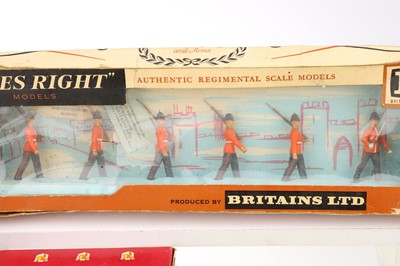 and Arms
ES RIGHT"
MODELS
AUTHENTIC REGIMENTAL SCALE MODELS
PRODUCED BY BRITAINS LTD